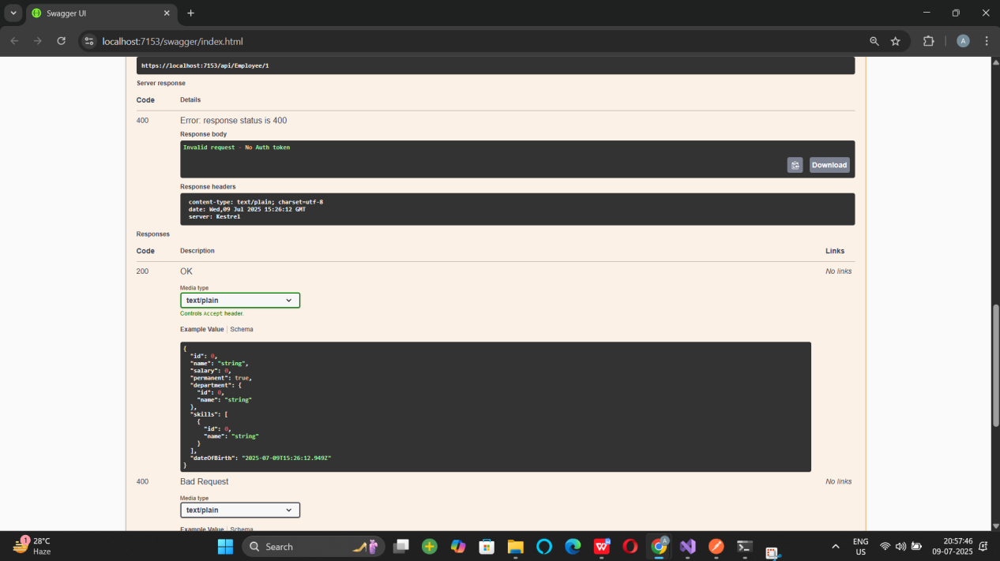 Swagger UI
localhost:7153/swagger/index.html
A
https://localhost:7153/api/Employee/1
Server response
Code Details
400 Error: response status is 400
Response body
Invalid request - No Auth token
Download
Response headers
content-type: text/plain; charset=utf-8
date: Wed,09 Jul 2025 15:26:12 GMT
server: Kestrel
Responses
Code Description Links
200 OK No links
Media type
text/plain
Controls Accept header.
Example Value Schema
{
"id": 0,
"name": "string",
"salary": 0,
"permanent": true,
"department": {
"id": 0,
"name": "string"
},
"skills": [
{
"id": 0,
"name": "string"
}
],
"dateOfBirth": "2025-07-09T15:26:12.949Z"
}
400 Bad Request No links
Media type
text/plain
Example Value Schema
1
28°C
Haze
Search
W
A
ENG
US
20:57:46
09-07-2025